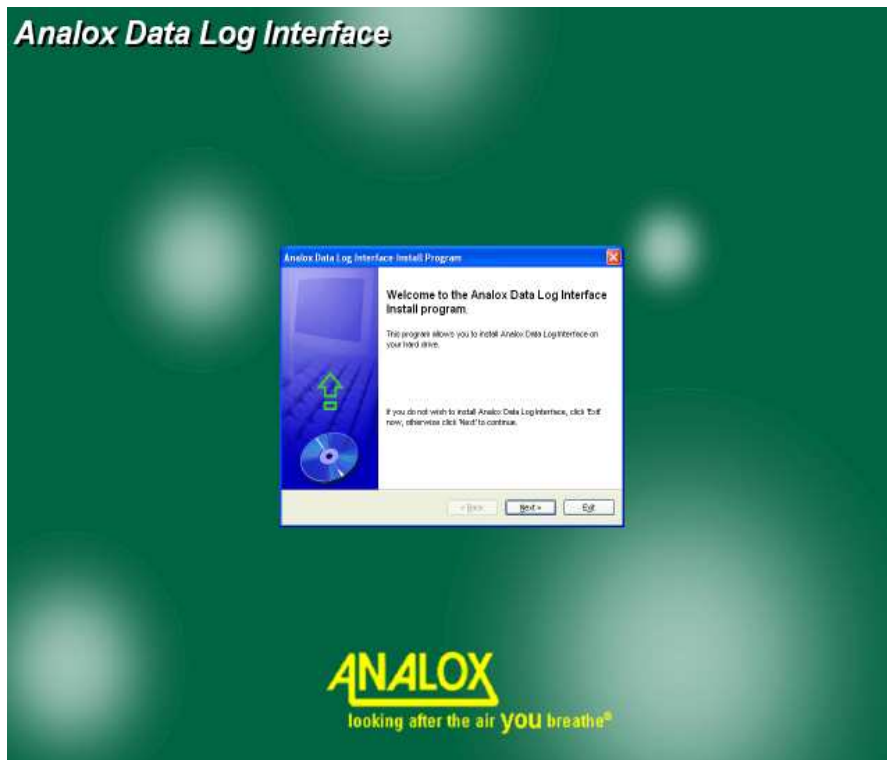 Analox Data Log Interface
Analox Data Log Interface Install Program
Welcome to the Analox Data Log Interface
Install program.
This program allows you to install Analox Data Log Interface on
your hard drive.
If you do not wish to install Analox Data Log Interface, click 'Exit'
now, otherwise click 'Next' to continue.
< Back Next > Exit
ANALOX
looking after the air you breathe®